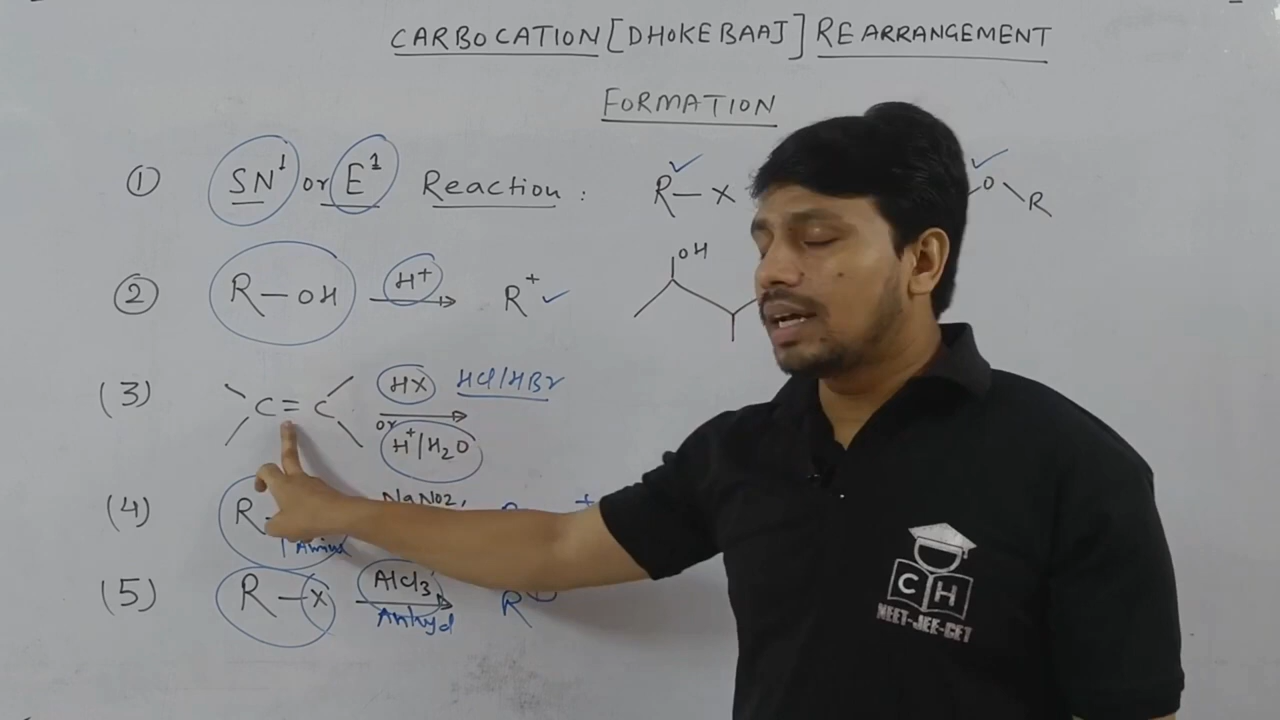 CARBOCATION [DHOKEBAAJ] REARRANGEMENT
FORMATION
① SN¹ or E¹ Reaction : R–X O R
② R–OH H⁺ R⁺ OH
(3) C=C HX HCl/HBr
or
H⁺/H₂O
(4) R NaNO2, +
(5) R–X AlCl3 R
Anhyd
C H
NEET-JEE-CET